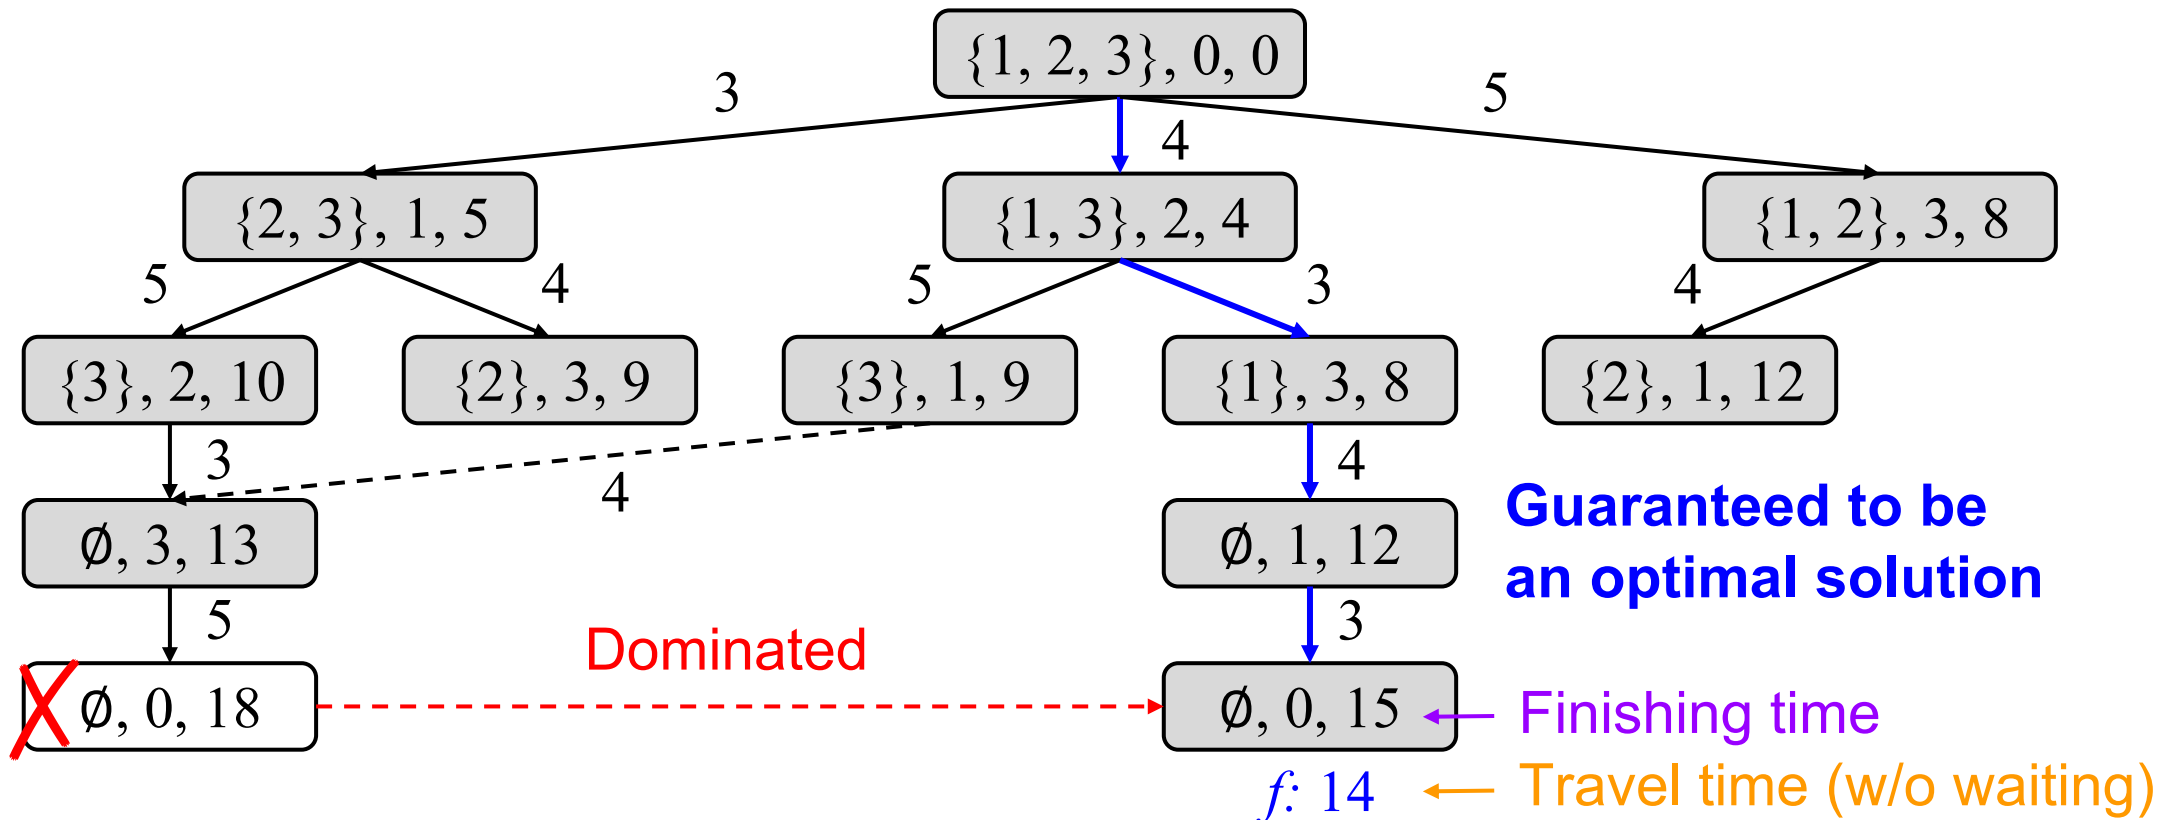 {1, 2, 3}, 0, 0
3
4
5
{2, 3}, 1, 5
{1, 3}, 2, 4
{1, 2}, 3, 8
5
4
5
3
4
{3}, 2, 10
{2}, 3, 9
{3}, 1, 9
{1}, 3, 8
{2}, 1, 12
3
4
4
∅, 3, 13
∅, 1, 12
Guaranteed to be
an optimal solution
5
Dominated
3
∅, 0, 18
∅, 0, 15
Finishing time
f: 14
Travel time (w/o waiting)